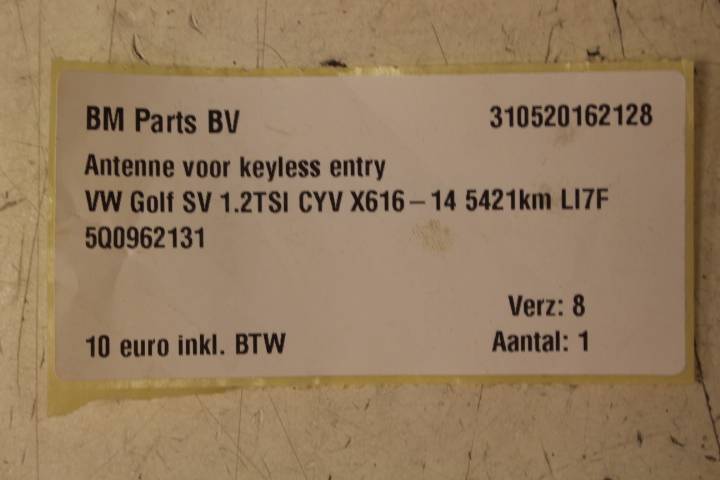 BM Parts BV 310520162128
Antenne voor keyless entry
VW Golf SV 1.2TSI CYV X616-14 5421km LI7F
5Q0962131
Verz: 8
10 euro inkl. BTW Aantal: 1